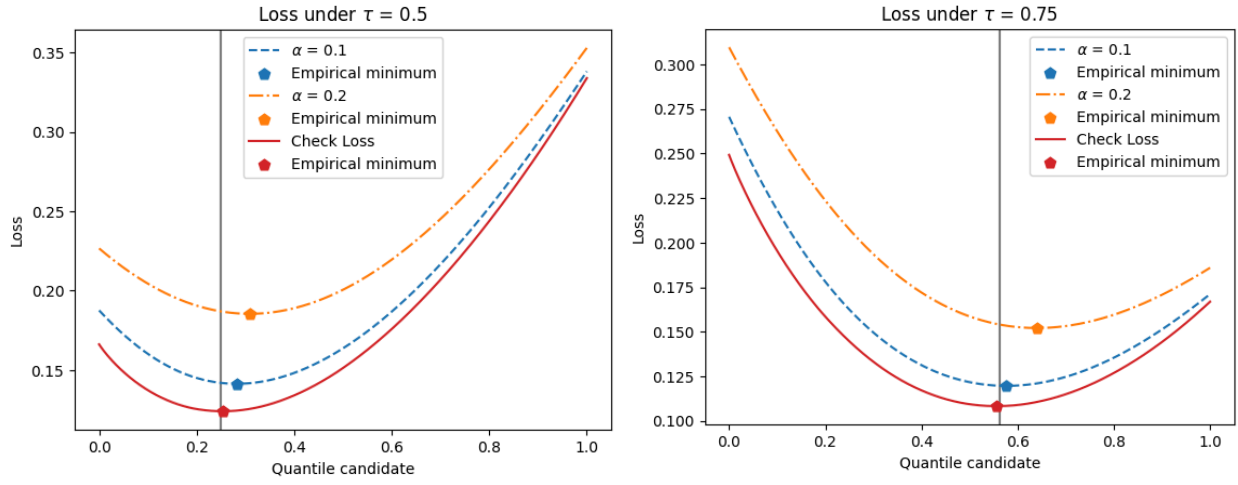 Loss under τ = 0.5
Loss
0.35
0.30
0.25
0.20
0.15
α = 0.1
Empirical minimum
α = 0.2
Empirical minimum
Check Loss
Empirical minimum
0.0 0.2 0.4 0.6 0.8 1.0
Quantile candidate
Loss under τ = 0.75
Loss
0.300
0.275
0.250
0.225
0.200
0.175
0.150
0.125
0.100
α = 0.1
Empirical minimum
α = 0.2
Empirical minimum
Check Loss
Empirical minimum
0.0 0.2 0.4 0.6 0.8 1.0
Quantile candidate